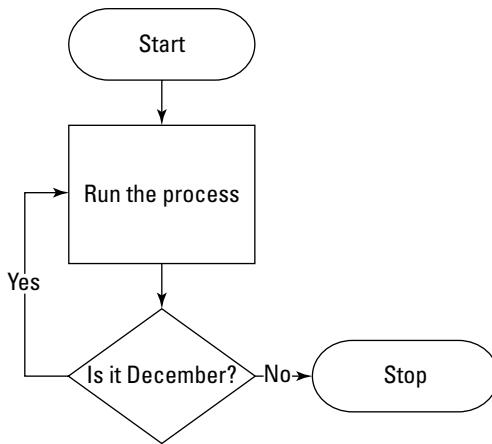 Start
Run the process
Yes
Is it December?
No
Stop